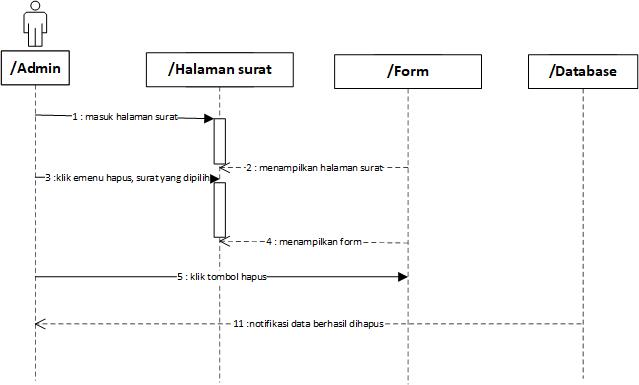 /Admin
/Halaman surat
/Form
/Database
1 : masuk halaman surat
2 : menampilkan halaman surat
3 :klik emenu hapus, surat yang dipilih
4 : menampilkan form
5 : klik tombol hapus
11 :notifikasi data berhasil dihapus